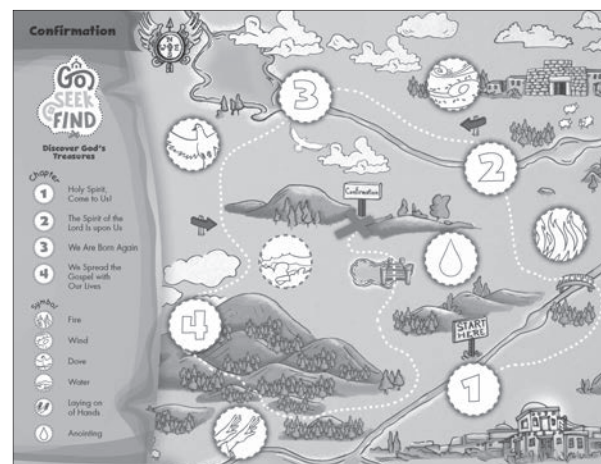 Confirmation
GO
SEEK
&
FIND
Discover God's
Treasures
Chapter
1 Holy Spirit,
Come to Us!
2 The Spirit of the
Lord Is upon Us
3 We Are Born Again
4 We Spread the
Gospel with
Our Lives
Symbol
Fire
Wind
Dove
Water
Laying on
of Hands
Anointing
N
W
E
S
3
2
Confirmation
4
START
HERE
1